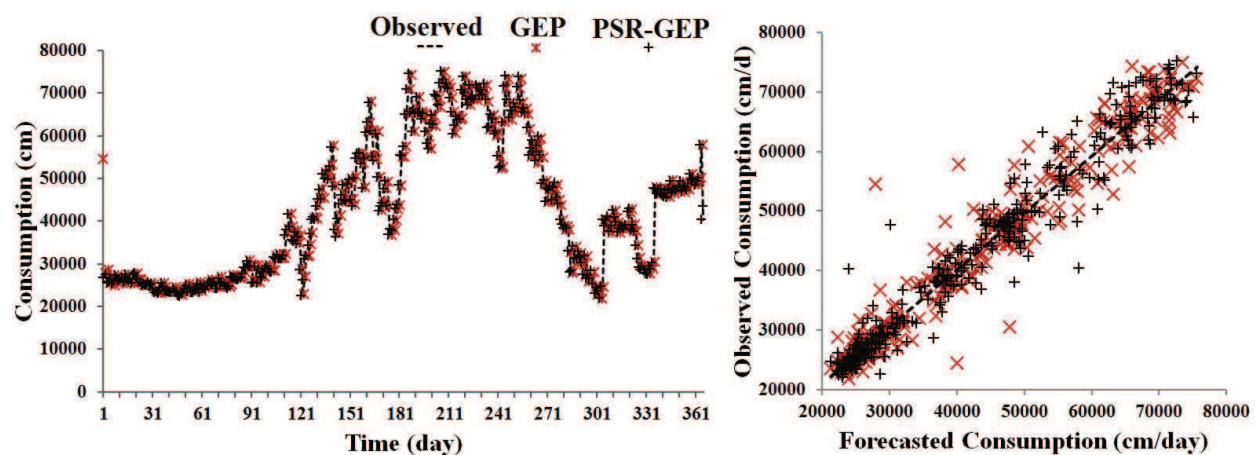 Observed GEP PSR-GEP
Consumption (cm)
80000
70000
60000
50000
40000
30000
20000
10000
0
1 31 61 91 121 151 181 211 241 271 301 331 361
Time (day)
Observed Consumption (cm/d)
80000
70000
60000
50000
40000
30000
20000
20000 30000 40000 50000 60000 70000 80000
Forecasted Consumption (cm/day)